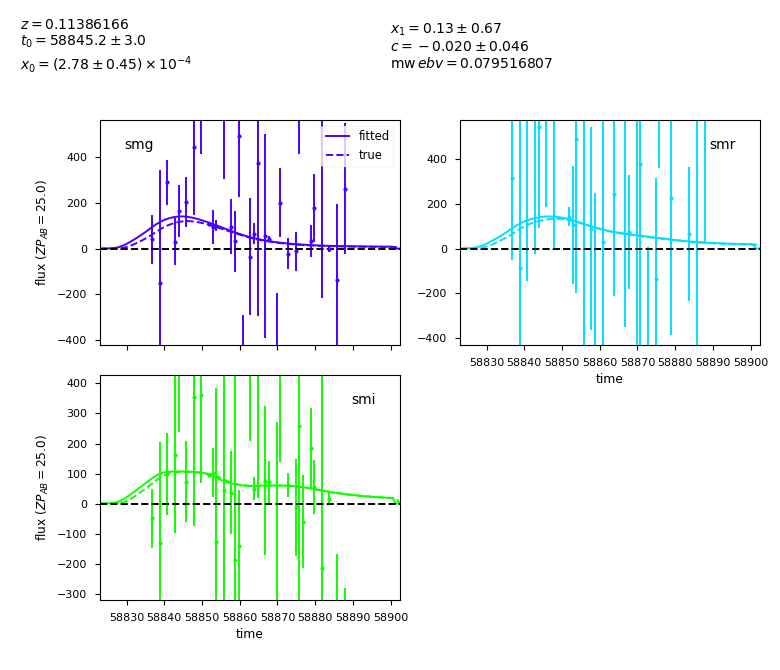 z = 0.11386166
t₀ = 58845.2 ± 3.0
x₀ = (2.78 ± 0.45) × 10⁻⁴
x₁ = 0.13 ± 0.67
c = −0.020 ± 0.046
mw ebv = 0.079516807
smg
fitted
true
400
200
0
−200
−400
flux (ZP_AB = 25.0)
smr
400
200
0
−200
−400
58830 58840 58850 58860 58870 58880 58890 58900
time
smi
400
300
200
100
0
−100
−200
−300
flux (ZP_AB = 25.0)
58830 58840 58850 58860 58870 58880 58890 58900
time